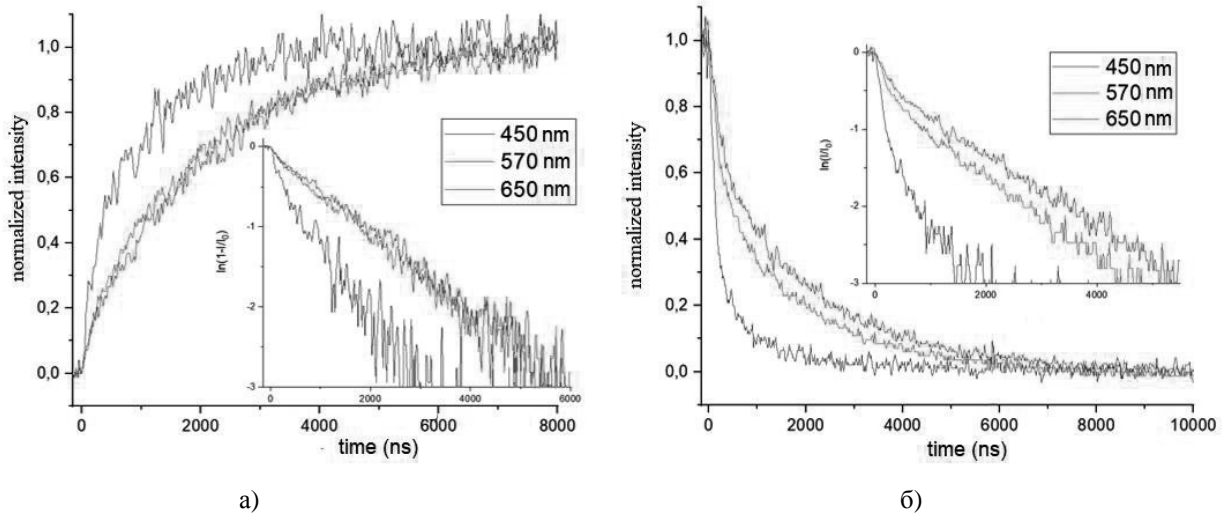 1,0
0,8
0,6
0,4
0,2
0,0
normalized intensity
0 2000 4000 6000 8000
time (ns)
450 nm
570 nm
650 nm
0
-1
-2
-3
ln(1-I/I₀)
0 2000 4000 6000
a)
1,0
0,8
0,6
0,4
0,2
0,0
normalized intensity
0 2000 4000 6000 8000 10000
time (ns)
450 nm
570 nm
650 nm
0
-1
-2
-3
ln(I/I₀)
0 2000 4000
б)